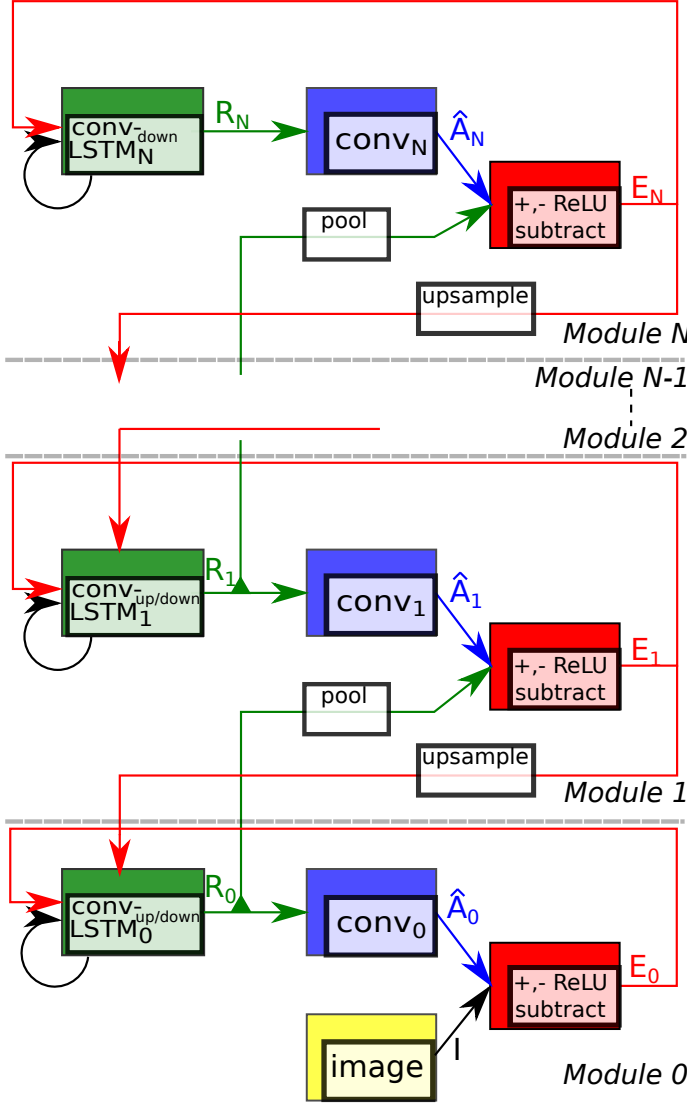 R_N
Â_N
conv-
LSTM_N^down
conv_N
E_N
+,- ReLU
subtract
pool
upsample
Module N
Module N-1
Module 2
R_1
Â_1
conv-
LSTM_1^up/down
conv_1
E_1
+,- ReLU
subtract
pool
upsample
Module 1
R_0
Â_0
conv-
LSTM_0^up/down
conv_0
E_0
+,- ReLU
subtract
I
image
Module 0